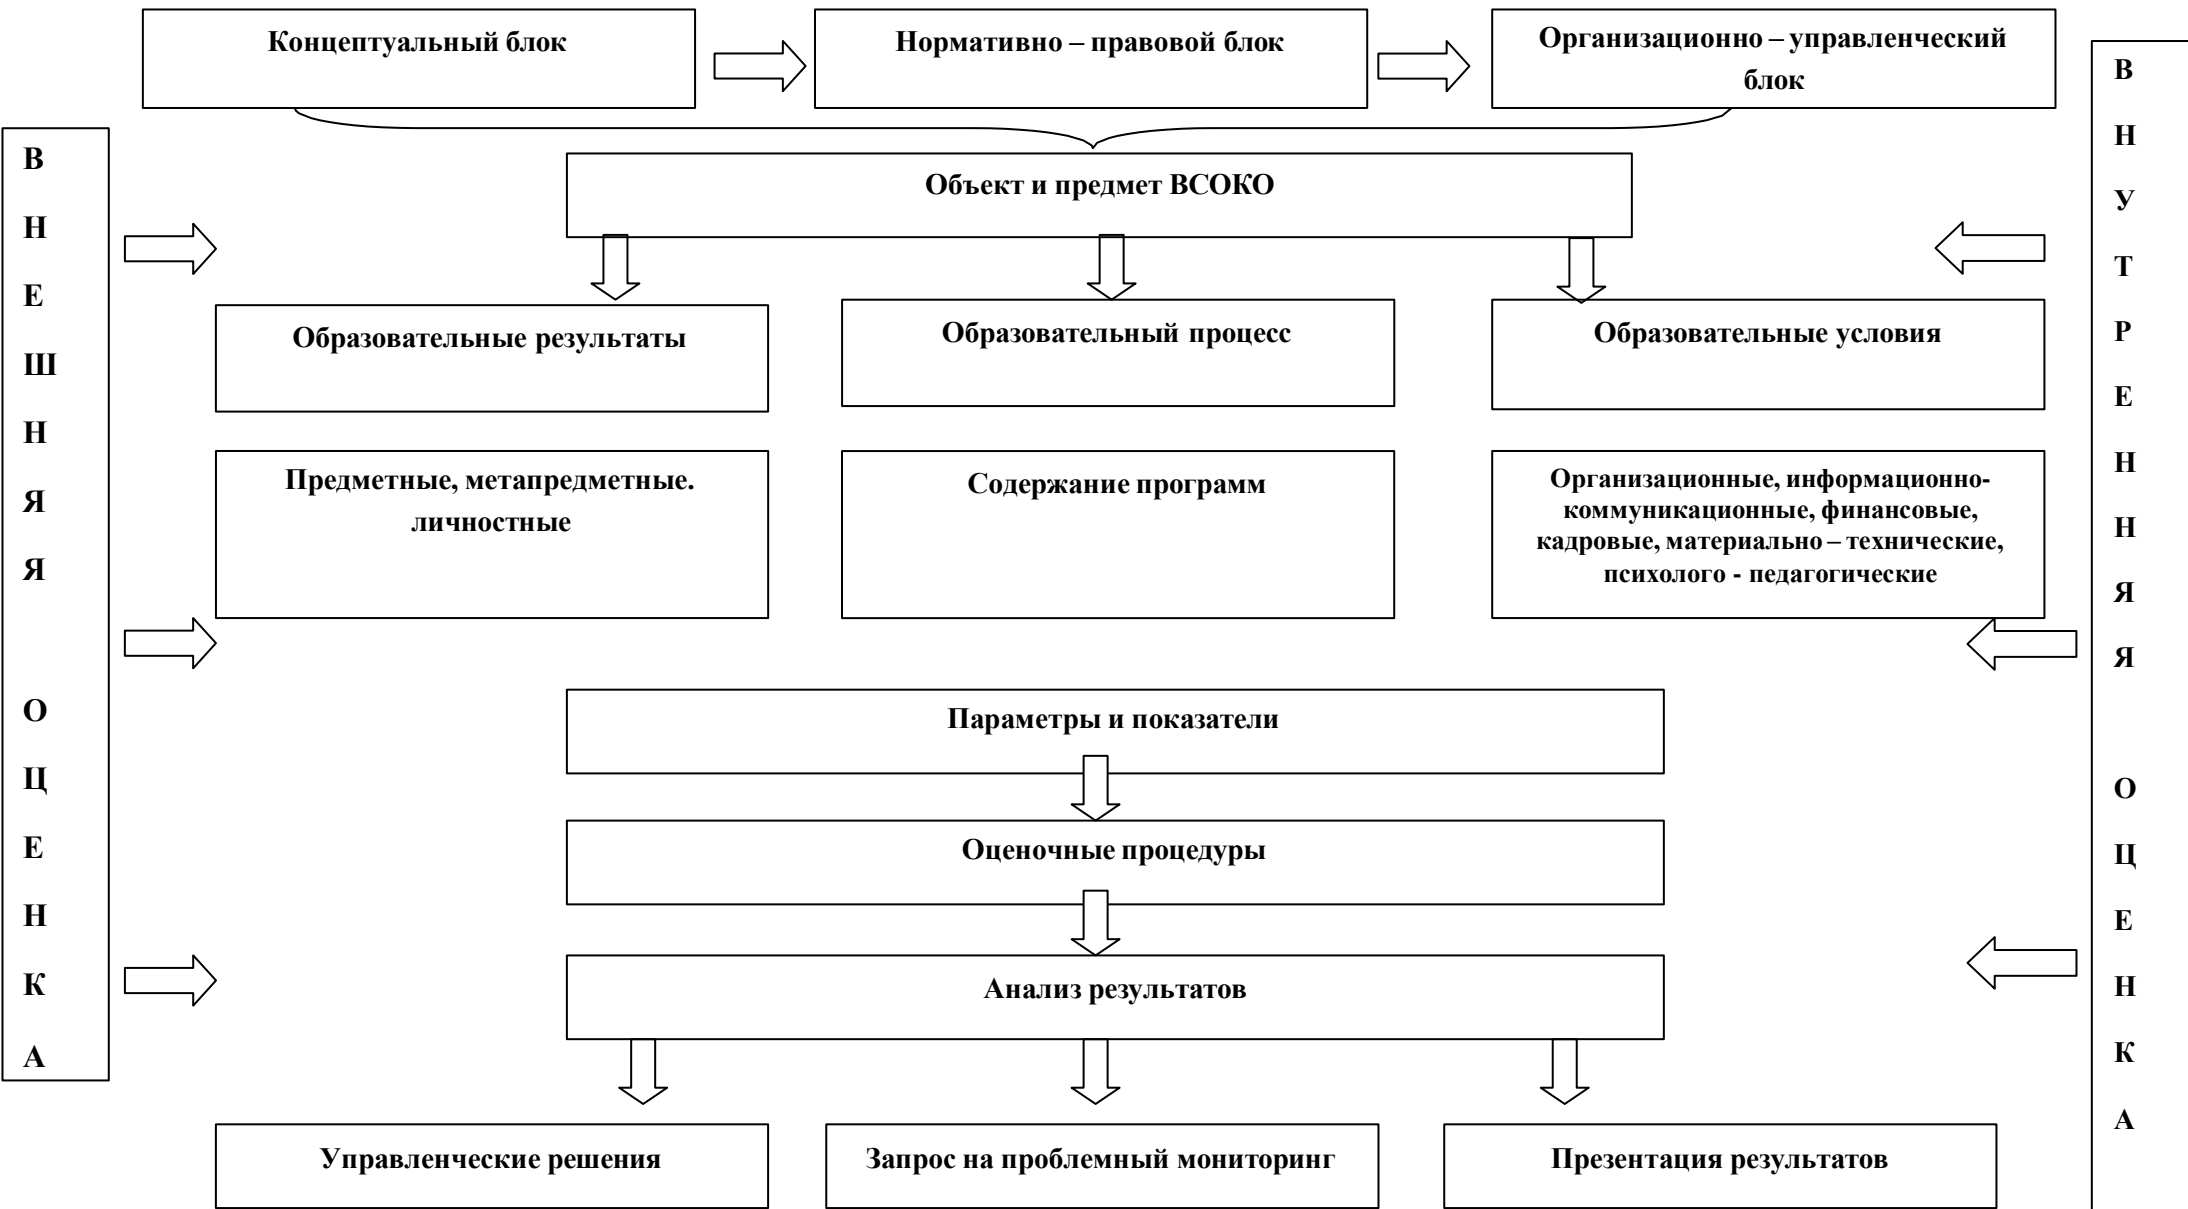 Концептуальный блок
Нормативно – правовой блок
Организационно – управленческий
блок
В
Н
Е
Ш
Н
Я
Я
О
Ц
Е
Н
К
А
Объект и предмет ВСОКО
Образовательные результаты
Образовательный процесс
Образовательные условия
Предметные, метапредметные.
личностные
Содержание программ
Организационные, информационно-
коммуникационные, финансовые,
кадровые, материально – технические,
психолого - педагогические
Параметры и показатели
Оценочные процедуры
Анализ результатов
Управленческие решения
Запрос на проблемный мониторинг
Презентация результатов
В
Н
У
Т
Р
Е
Н
Н
Я
Я
О
Ц
Е
Н
К
А